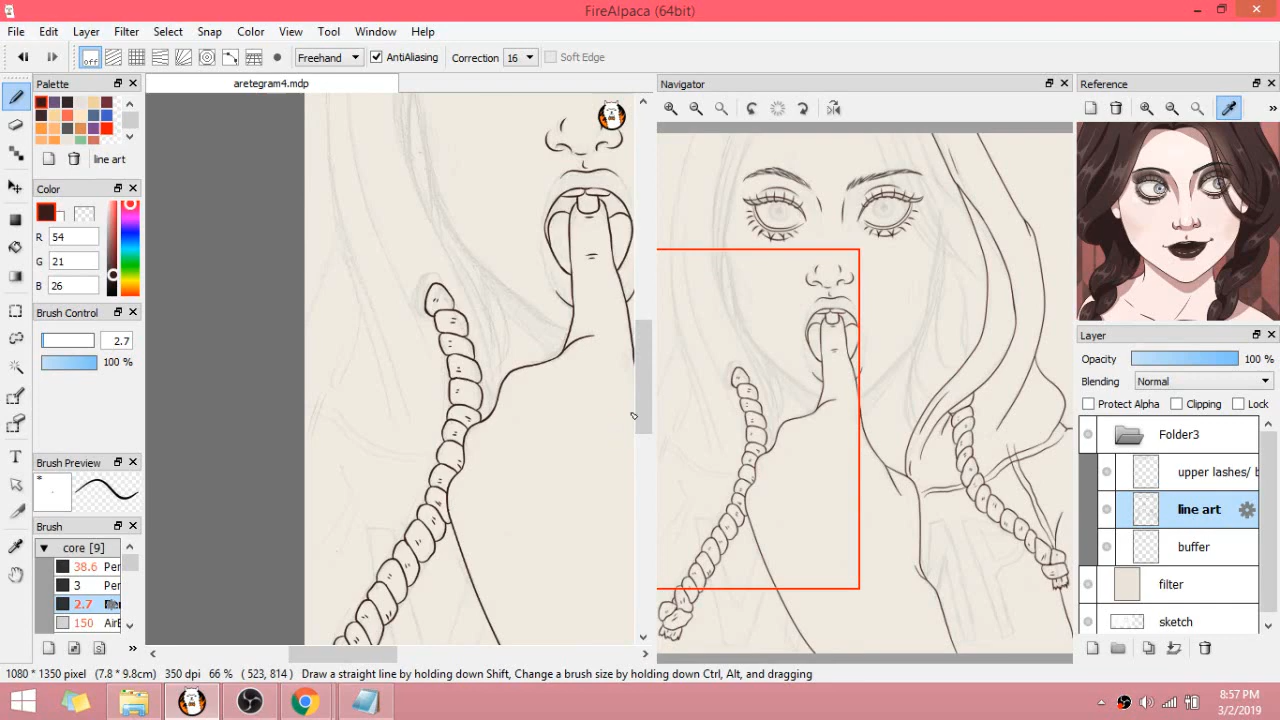 FireAlpaca (64bit)
File Edit Layer Filter Select Snap Color View Tool Window Help
off Freehand AntiAliasing Correction 16 Soft Edge
Palette
aretegram4.mdp
Navigator
Reference
line art
Color
R 54
G 21
B 26
Brush Control
2.7
100 %
Brush Preview
Brush
core [9]
38.6 Per
3 Per
2.7
150 AirB
Layer
Opacity 100 %
Blending Normal
Protect Alpha Clipping Lock
Folder3
upper lashes/ b
line art
buffer
filter
sketch
1080 * 1350 pixel (7.8 * 9.8cm) 350 dpi 66 % ( 523, 814 ) Draw a straight line by holding down Shift, Change a brush size by holding down Ctrl, Alt, and dragging
8:57 PM
3/2/2019